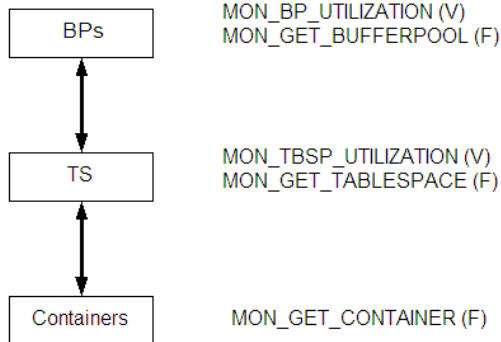 BPs
MON_BP_UTILIZATION (V)
MON_GET_BUFFERPOOL (F)
TS
MON_TBSP_UTILIZATION (V)
MON_GET_TABLESPACE (F)
Containers
MON_GET_CONTAINER (F)